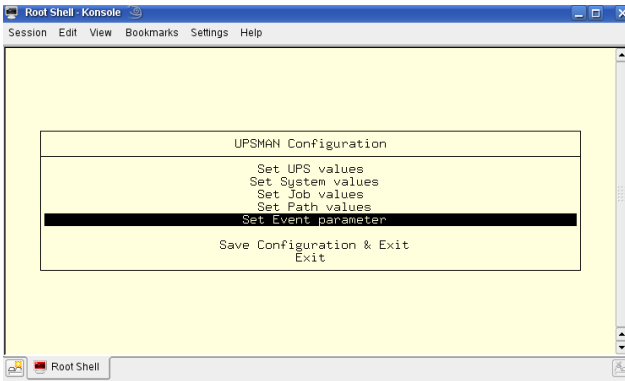 Root Shell - Konsole
Session Edit View Bookmarks Settings Help
UPSMAN Configuration
Set UPS values
Set System values
Set Job values
Set Path values
Set Event parameter
Save Configuration & Exit
Exit
Root Shell